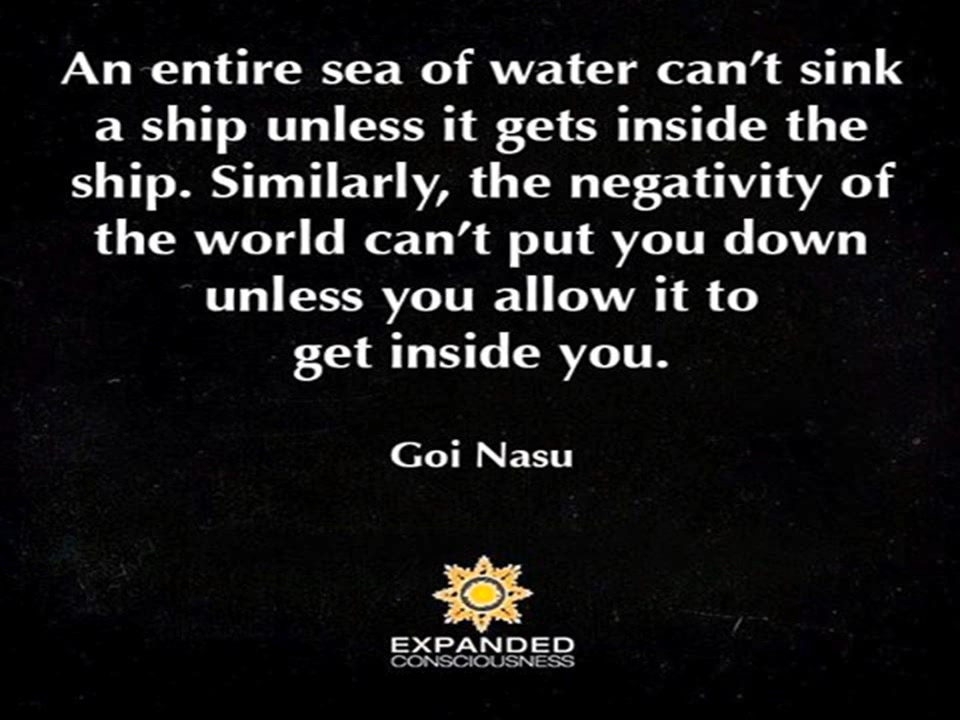 An entire sea of water can't sink
a ship unless it gets inside the
ship. Similarly, the negativity of
the world can't put you down
unless you allow it to
get inside you.
Goi Nasu
EXPANDED
CONSCIOUSNESS